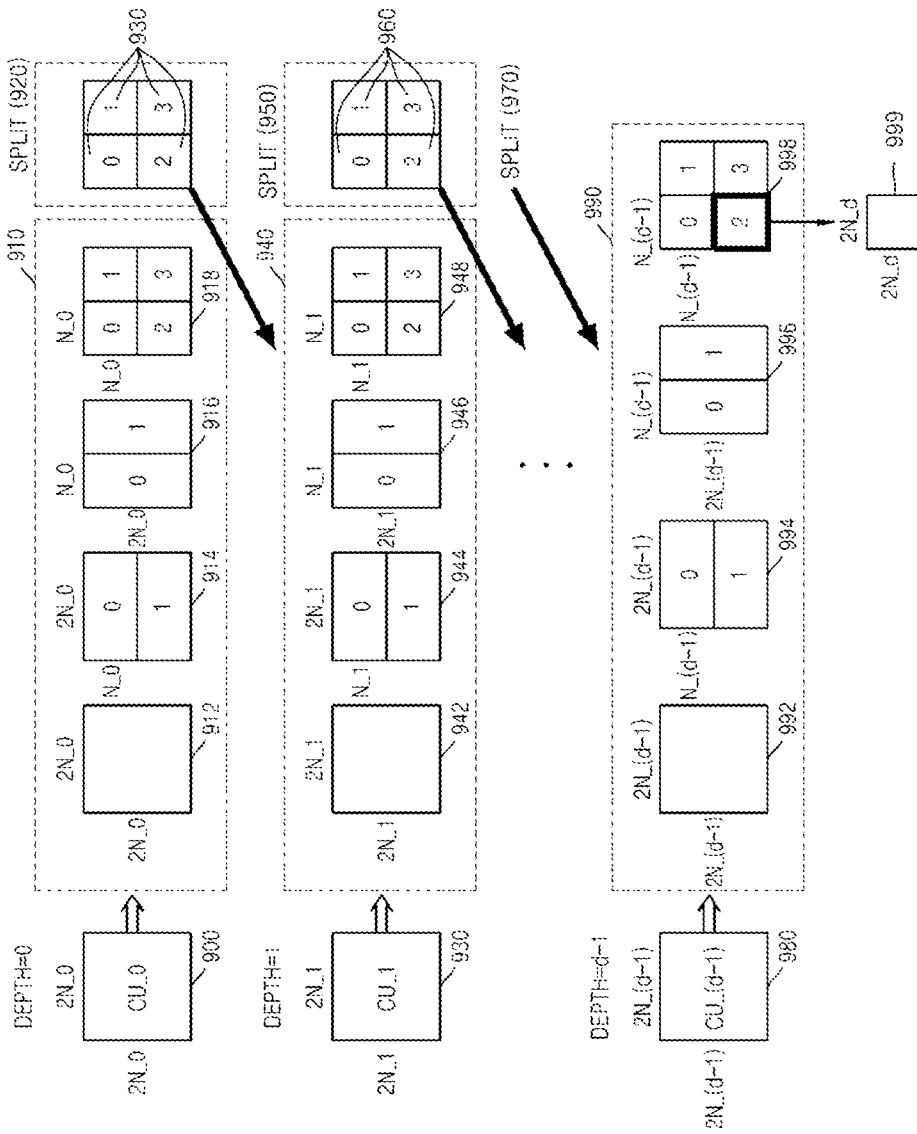 DEPTH=0
2N_0
2N_0
CU_0
900
910
2N_0
2N_0
912
2N_0
N_0
0
1
914
N_0
2N_0
0
1
916
N_0
N_0
0
1
2
3
918
SPLIT (920)
0
1
2
3
930
DEPTH=1
2N_1
2N_1
CU_1
930
940
2N_1
2N_1
942
2N_1
N_1
0
1
944
N_1
2N_1
0
1
946
N_1
N_1
0
1
2
3
948
SPLIT (950)
0
1
2
3
960
SPLIT (970)
DEPTH=d-1
2N_(d-1)
2N_(d-1)
CU_(d-1)
980
990
2N_(d-1)
2N_(d-1)
992
2N_(d-1)
N_(d-1)
0
1
994
N_(d-1)
2N_(d-1)
0
1
996
N_(d-1)
N_(d-1)
0
1
2
3
998
2N_d
2N_d
999